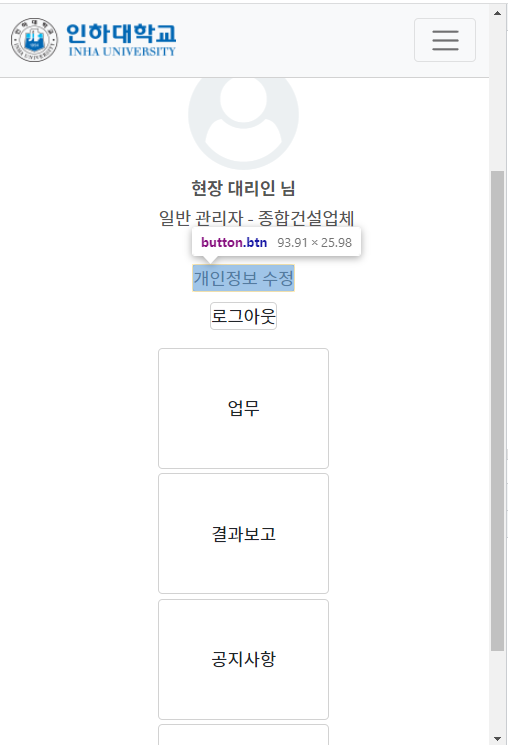 인하대학교
INHA UNIVERSITY
현장 대리인 님
일반 관리자 - 종합건설업체
button.btn 93.91 × 25.98
개인정보 수정
로그아웃
업무
결과보고
공지사항